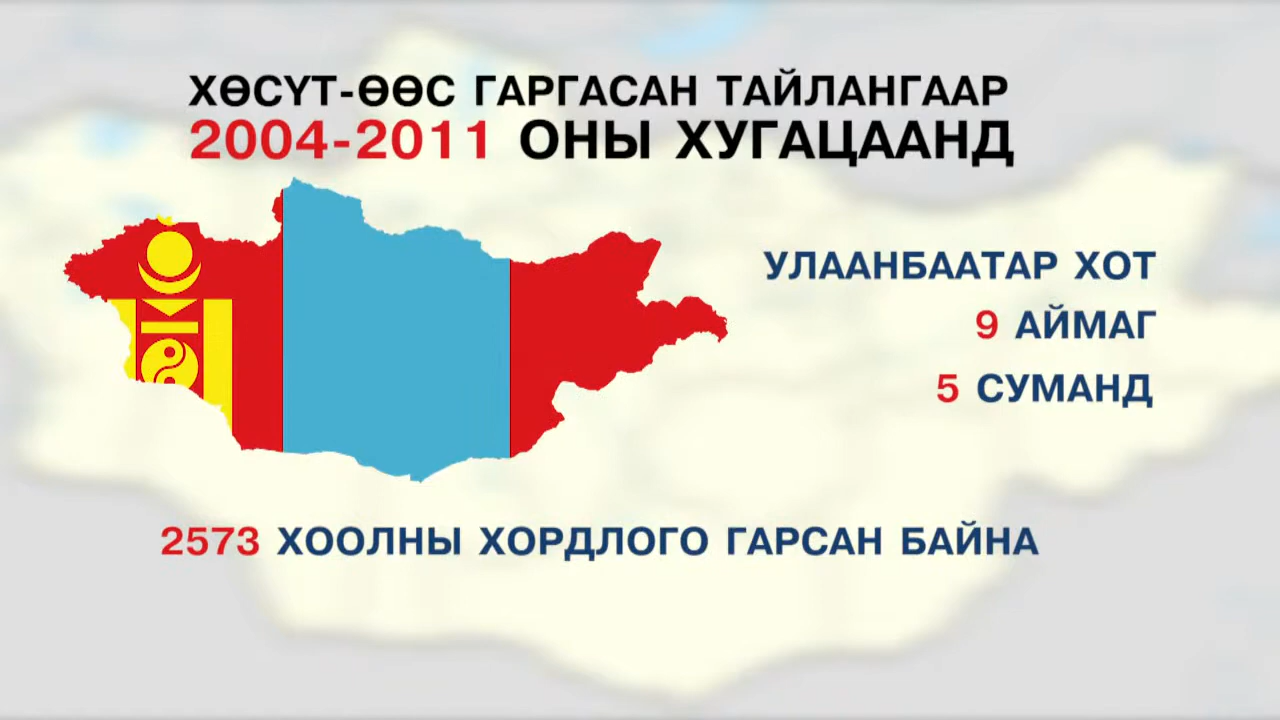 ХӨСҮТ-ӨӨС ГАРГАСАН ТАЙЛАНГААР
2004-2011 ОНЫ ХУГАЦААНД
УЛААНБААТАР ХОТ
9 АЙМАГ
5 СУМАНД
2573 ХООЛНЫ ХОРДЛОГО ГАРСАН БАЙНА